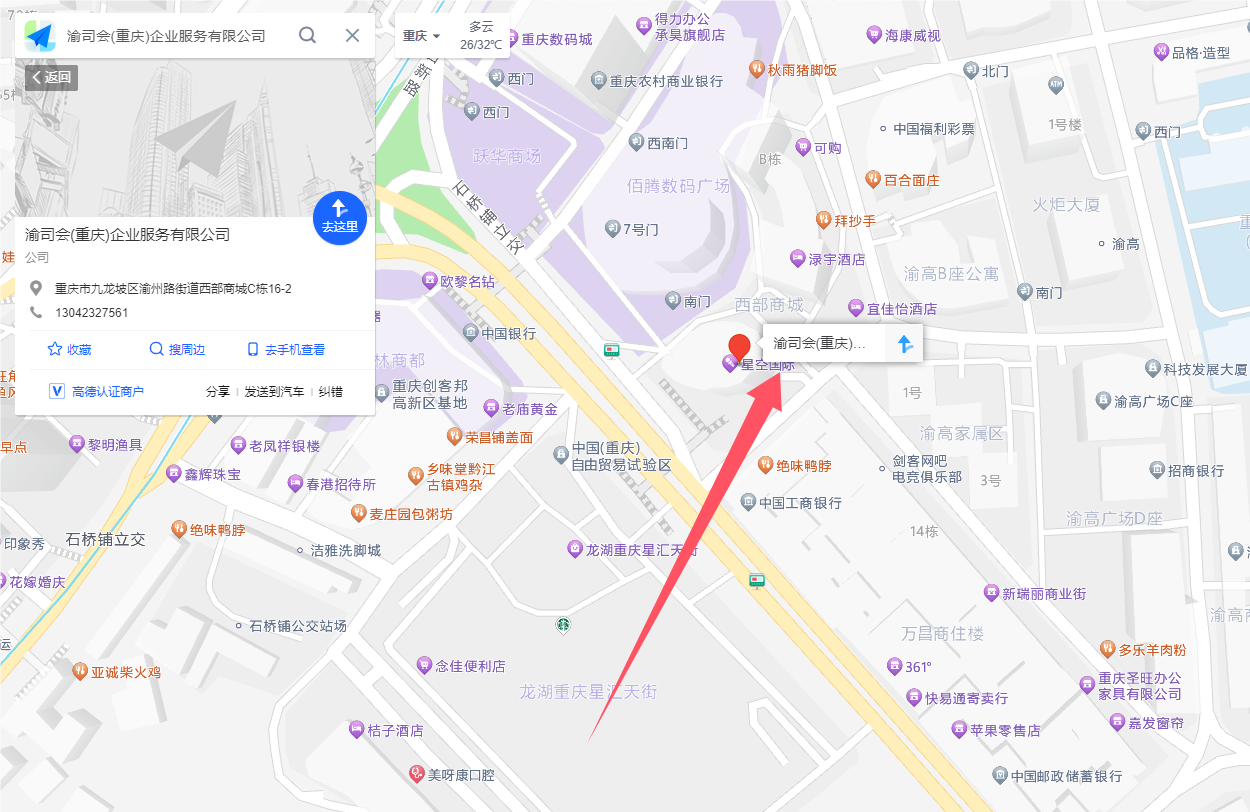 渝司会(重庆)企业服务有限公司
重庆
多云
26/32℃
返回
去这里
渝司会(重庆)企业服务有限公司
公司
重庆市九龙坡区渝州路街道西部商城C栋16-2
13042327561
收藏
搜周边
去手机查看
高德认证商户
分享
发送到汽车
纠错
得力办公
承昊旗舰店
重庆数码城
海康威视
品格·造型
西门
重庆农村商业银行
秋雨猪脚饭
北门
ATM
西门
1号楼
中国福利彩票
西门
跃华商场
西南门
B栋
可购
佰腾数码广场
百合面庄
石桥铺立交
火炬大厦
7号门
拜抄手
渝高
渌宇酒店
渝高B座公寓
欧黎名钻
南门
西部商城
宜佳怡酒店
南门
中国银行
渝司会(重庆)...
星空国际
林商都
科技发展大厦
重庆创客邦
高新区基地
1号
渝高广场C座
老庙黄金
早点
黎明渔具
老凤祥银楼
荣昌铺盖面
中国(重庆)
自由贸易试验区
渝高家属区
绝味鸭脖
剑客网吧
电竞俱乐部
3号
招商银行
鑫辉珠宝
春港招待所
乡味堂黔江
古镇鸡杂
中国工商银行
麦庄园包粥坊
渝高广场D座
绝味鸭脖
14栋
印象秀
石桥铺立交
洁雅洗脚城
龙湖重庆星汇天街
花嫁婚庆
新瑞丽商业街
石桥铺公交站场
万昌商住楼
亚诚柴火鸡
念佳便利店
361°
多乐羊肉粉
龙湖重庆星汇天街
快易通寄卖行
重庆圣旺办公
家具有限公司
桔子酒店
苹果零售店
嘉发窗帘
美呀康口腔
中国邮政储蓄银行